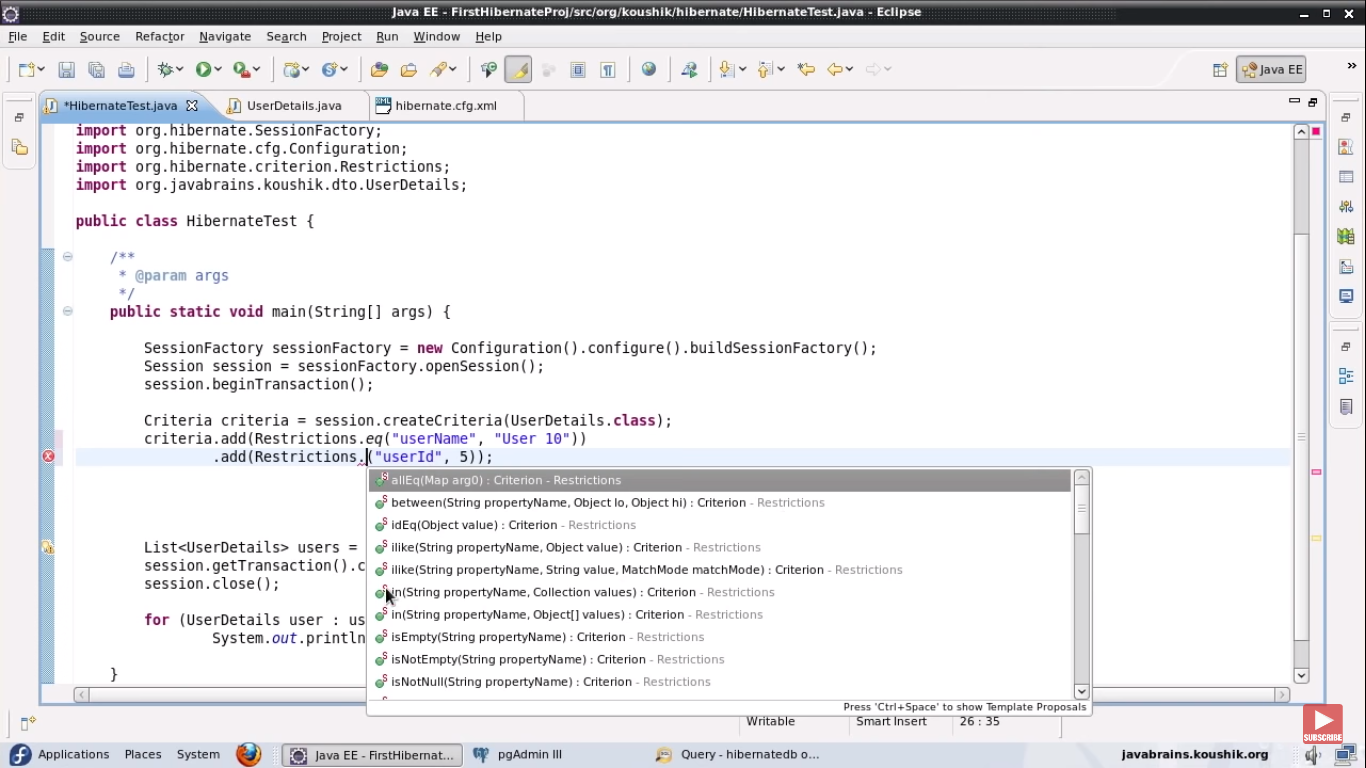 Java EE - FirstHibernateProj/src/org/koushik/hibernate/HibernateTest.java - Eclipse
File Edit Source Refactor Navigate Search Project Run Window Help
Java EE
*HibernateTest.java UserDetails.java hibernate.cfg.xml
import org.hibernate.SessionFactory;
import org.hibernate.cfg.Configuration;
import org.hibernate.criterion.Restrictions;
import org.javabrains.koushik.dto.UserDetails;
public class HibernateTest {
/**
* @param args
*/
public static void main(String[] args) {
SessionFactory sessionFactory = new Configuration().configure().buildSessionFactory();
Session session = sessionFactory.openSession();
session.beginTransaction();
Criteria criteria = session.createCriteria(UserDetails.class);
criteria.add(Restrictions.eq("userName", "User 10"))
.add(Restrictions.("userId", 5));
allEq(Map arg0) : Criterion - Restrictions
between(String propertyName, Object lo, Object hi) : Criterion - Restrictions
idEq(Object value) : Criterion - Restrictions
List<UserDetails> users = ilike(String propertyName, Object value) : Criterion - Restrictions
session.getTransaction().c ilike(String propertyName, String value, MatchMode matchMode) : Criterion - Restrictions
session.close(); in(String propertyName, Collection values) : Criterion - Restrictions
for (UserDetails user : us in(String propertyName, Object[] values) : Criterion - Restrictions
System.out.println isEmpty(String propertyName) : Criterion - Restrictions
isNotEmpty(String propertyName) : Criterion - Restrictions
} isNotNull(String propertyName) : Criterion - Restrictions
Press 'Ctrl+Space' to show Template Proposals
Writable Smart Insert 26 : 35
SUBSCRIBE
Applications Places System Java EE - FirstHibernat... pgAdmin III Query - hibernatedb o... javabrains.koushik.org